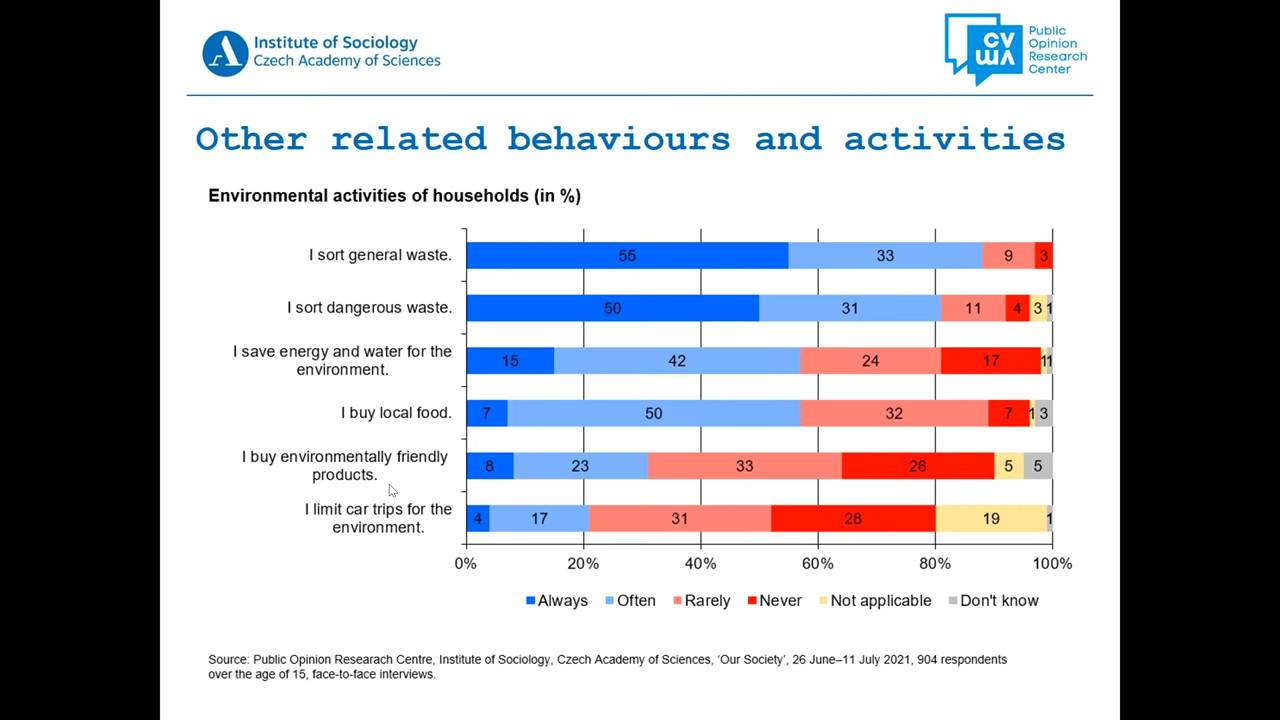 Institute of Sociology
Czech Academy of Sciences
CV
VM
Public
Opinion
Research
Center
Other related behaviours and activities
Environmental activities of households (in %)
I sort general waste.
55 33 9 3
I sort dangerous waste.
50 31 11 4 3 1
I save energy and water for the
environment.
15 42 24 17 1 1
I buy local food.
7 50 32 7 1 3
I buy environmentally friendly
products.
8 23 33 26 5 5
I limit car trips for the
environment.
4 17 31 28 19 1
0% 20% 40% 60% 80% 100%
Always Often Rarely Never Not applicable Don't know
Source: Public Opinion Researach Centre, Institute of Sociology, Czech Academy of Sciences, ‘Our Society’, 26 June–11 July 2021, 904 respondents
over the age of 15, face-to-face interviews.